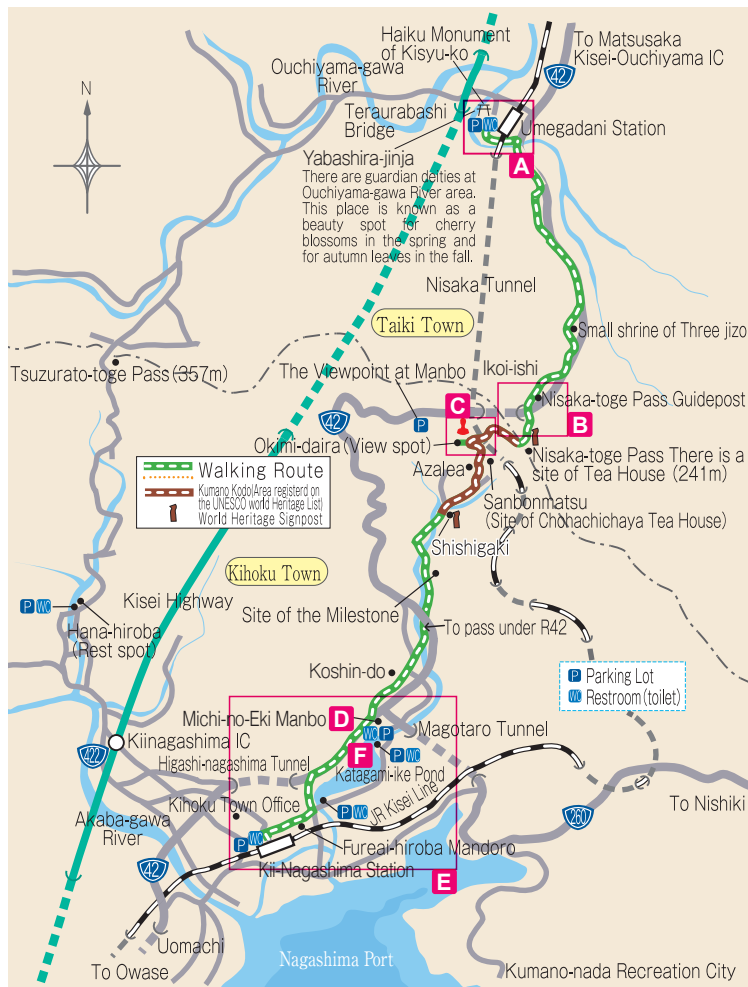 Haiku Monument
of Kisyu-ko
To Matsusaka
Kisei-Ouchiyama IC
Ouchiyama-gawa
River
42
N
Teraurabashi
Bridge
P WC
Umegadani Station
Yabashira-jinja
There are guardian deities at
Ouchiyama-gawa River area.
This place is known as a
beauty spot for cherry
blossoms in the spring and
for autumn leaves in the fall.
A
Nisaka Tunnel
Taiki Town
Small shrine of Three jizo
Tsuzurato-toge Pass (357m)
The Viewpoint at Manbo
Ikoi-ishi
42
P
C
Nisaka-toge Pass Guidepost
B
Okimi-daira (View spot)
Nisaka-toge Pass There is a
site of Tea House (241m)
Azalea
Walking Route
Kumano Kodo(Area registerd on
the UNESCO world Heritage List)
World Heritage Signpost
Sanbonmatsu
(Site of Chohachichaya Tea House)
Shishigaki
Kihoku Town
P WC
Kisei Highway
Hana-hiroba
(Rest spot)
Site of the Milestone
To pass under R42
Koshin-do
P Parking Lot
WC Restroom (toilet)
Michi-no-Eki Manbo
D
WC P
Magotaro Tunnel
F
P WC
Katagami-ike Pond
Kiinagashima IC
422
Higashi-nagashima Tunnel
Kihoku Town Office
P WC
JR Kisei Line
To Nishiki
260
Akaba-gawa
River
P WC
Fureai-hiroba Mandoro
Kii-Nagashima Station
42
E
Uomachi
To Owase
Nagashima Port
Kumano-nada Recreation City